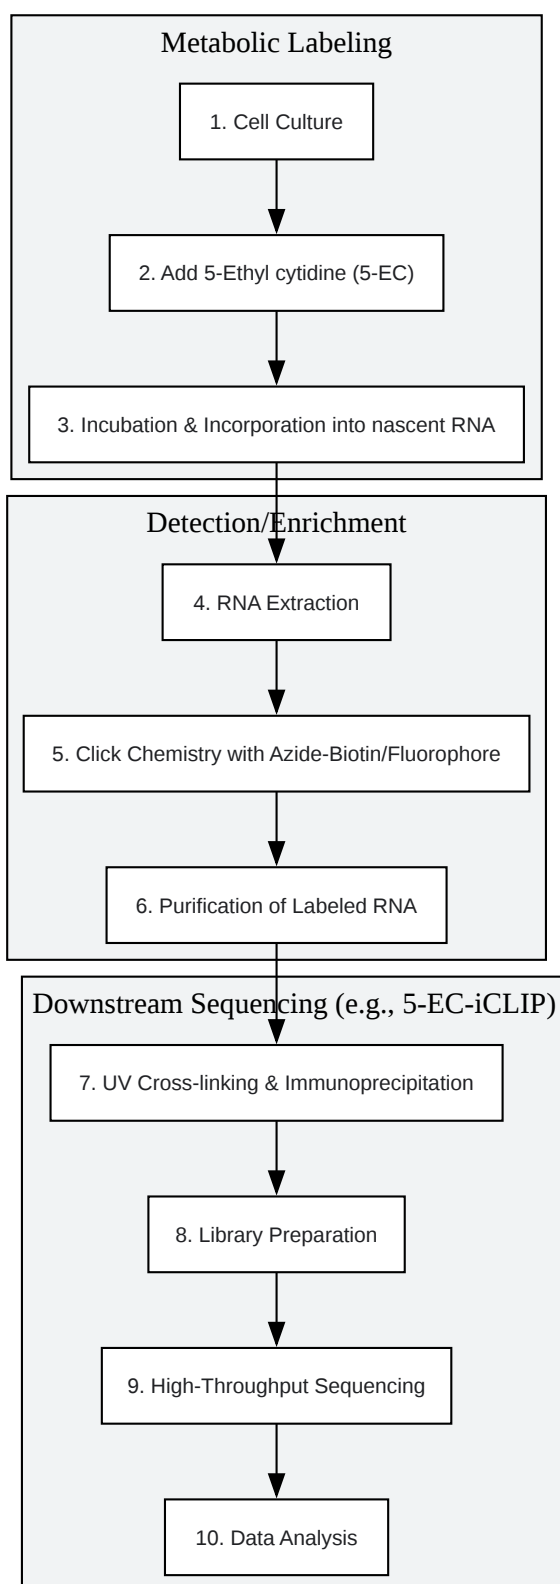 Metabolic Labeling
1. Cell Culture
2. Add 5-Ethyl cytidine (5-EC)
3. Incubation & Incorporation into nascent RNA
Detection/Enrichment
4. RNA Extraction
5. Click Chemistry with Azide-Biotin/Fluorophore
6. Purification of Labeled RNA
Downstream Sequencing (e.g., 5-EC-iCLIP)
7. UV Cross-linking & Immunoprecipitation
8. Library Preparation
9. High-Throughput Sequencing
10. Data Analysis